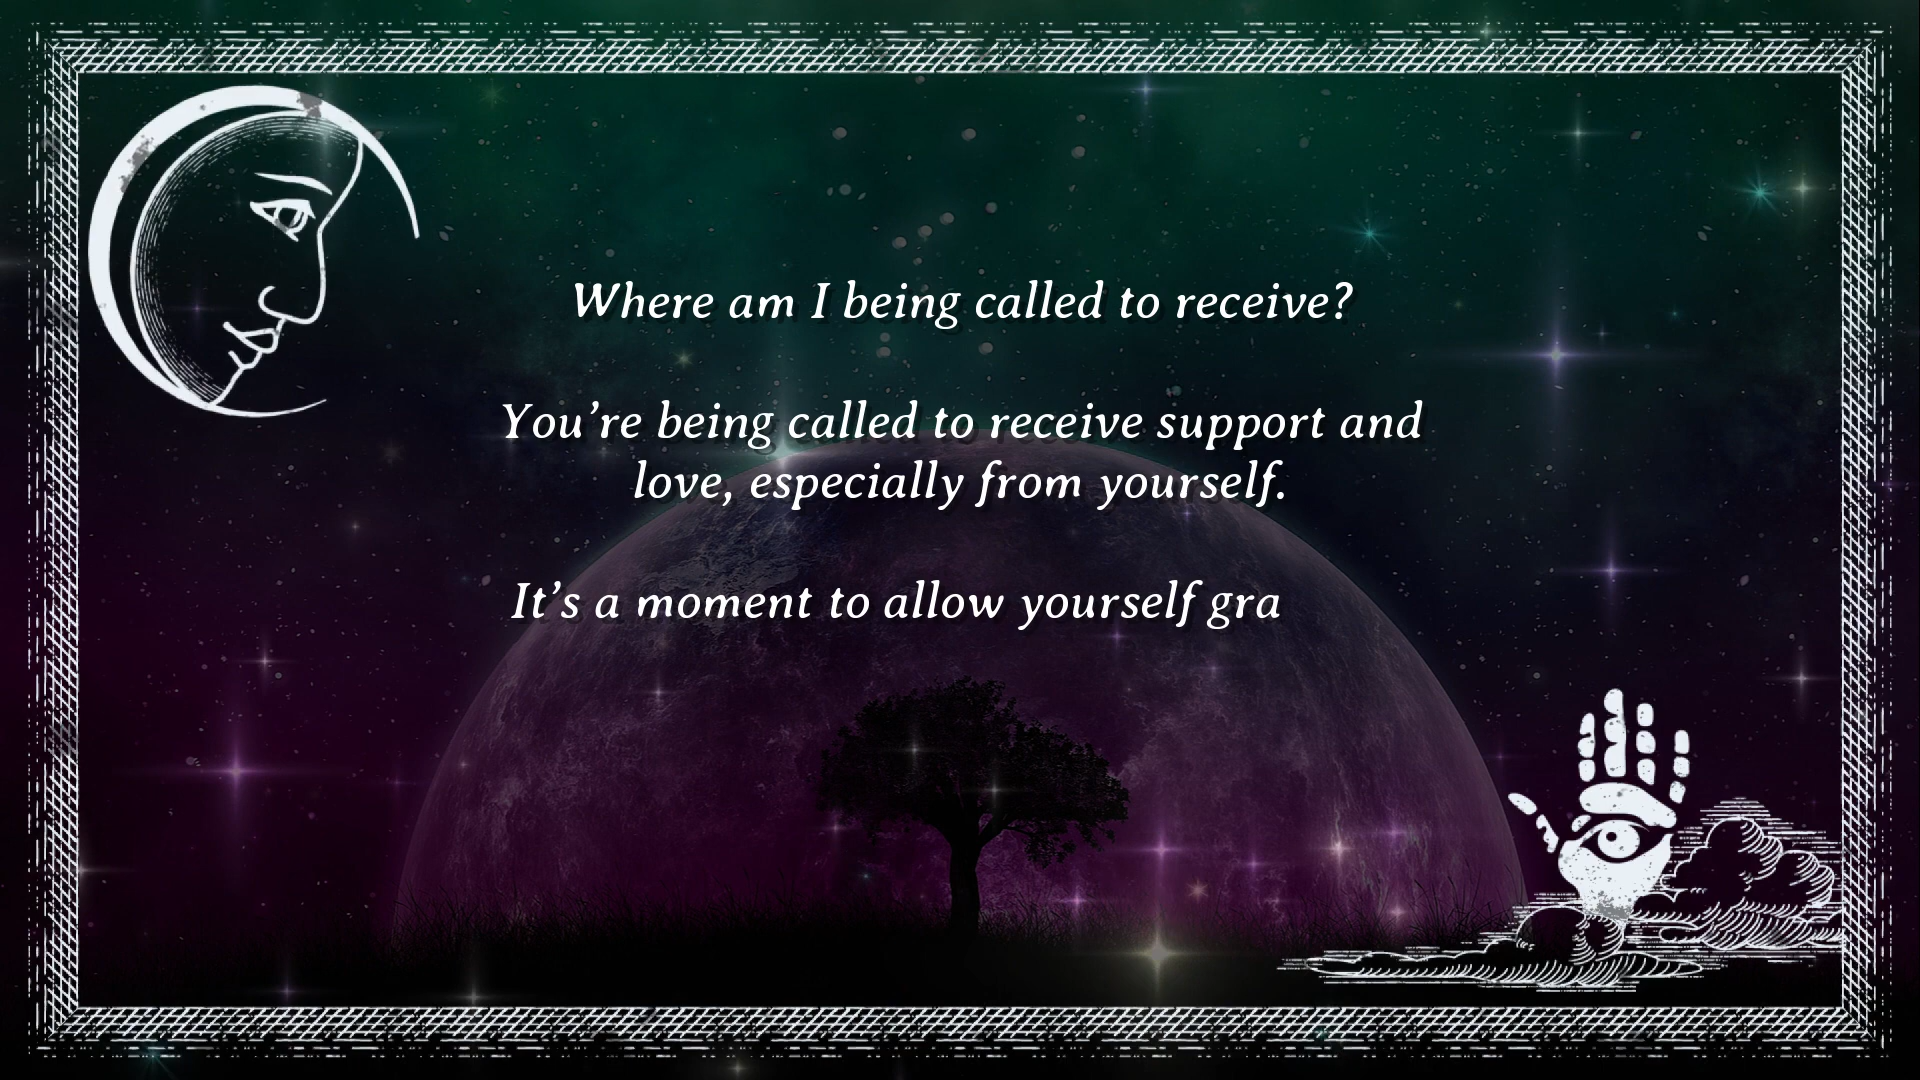 Where am I being called to receive?
You’re being called to receive support and
love, especially from yourself.
It’s a moment to allow yourself gra